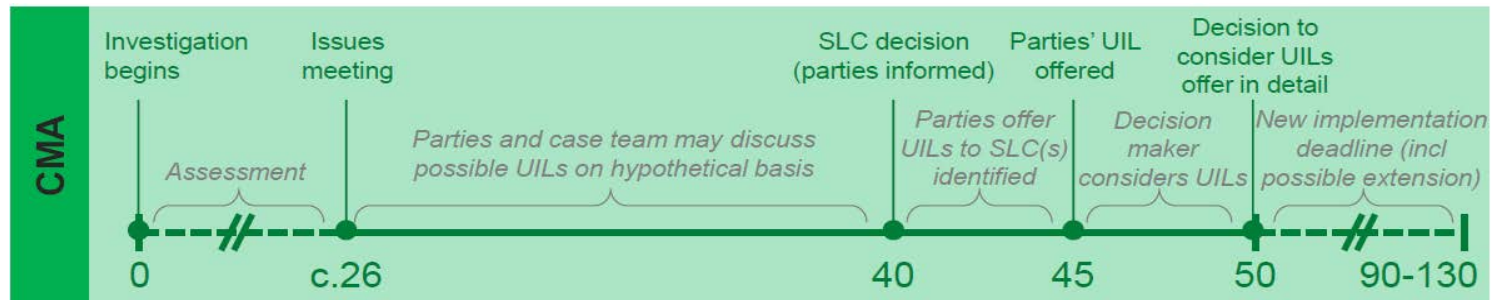 CMA
Investigation
begins
Issues
meeting
SLC decision
(parties informed)
Parties' UIL
offered
Decision to
consider UILs
offer in detail
Assessment
Parties and case team may discuss
possible UILs on hypothetical basis
Parties offer
UILs to SLC(s)
identified
Decision
maker
considers UILs
New implementation
deadline (incl
possible extension)
0
c.26
40
45
50
90-130